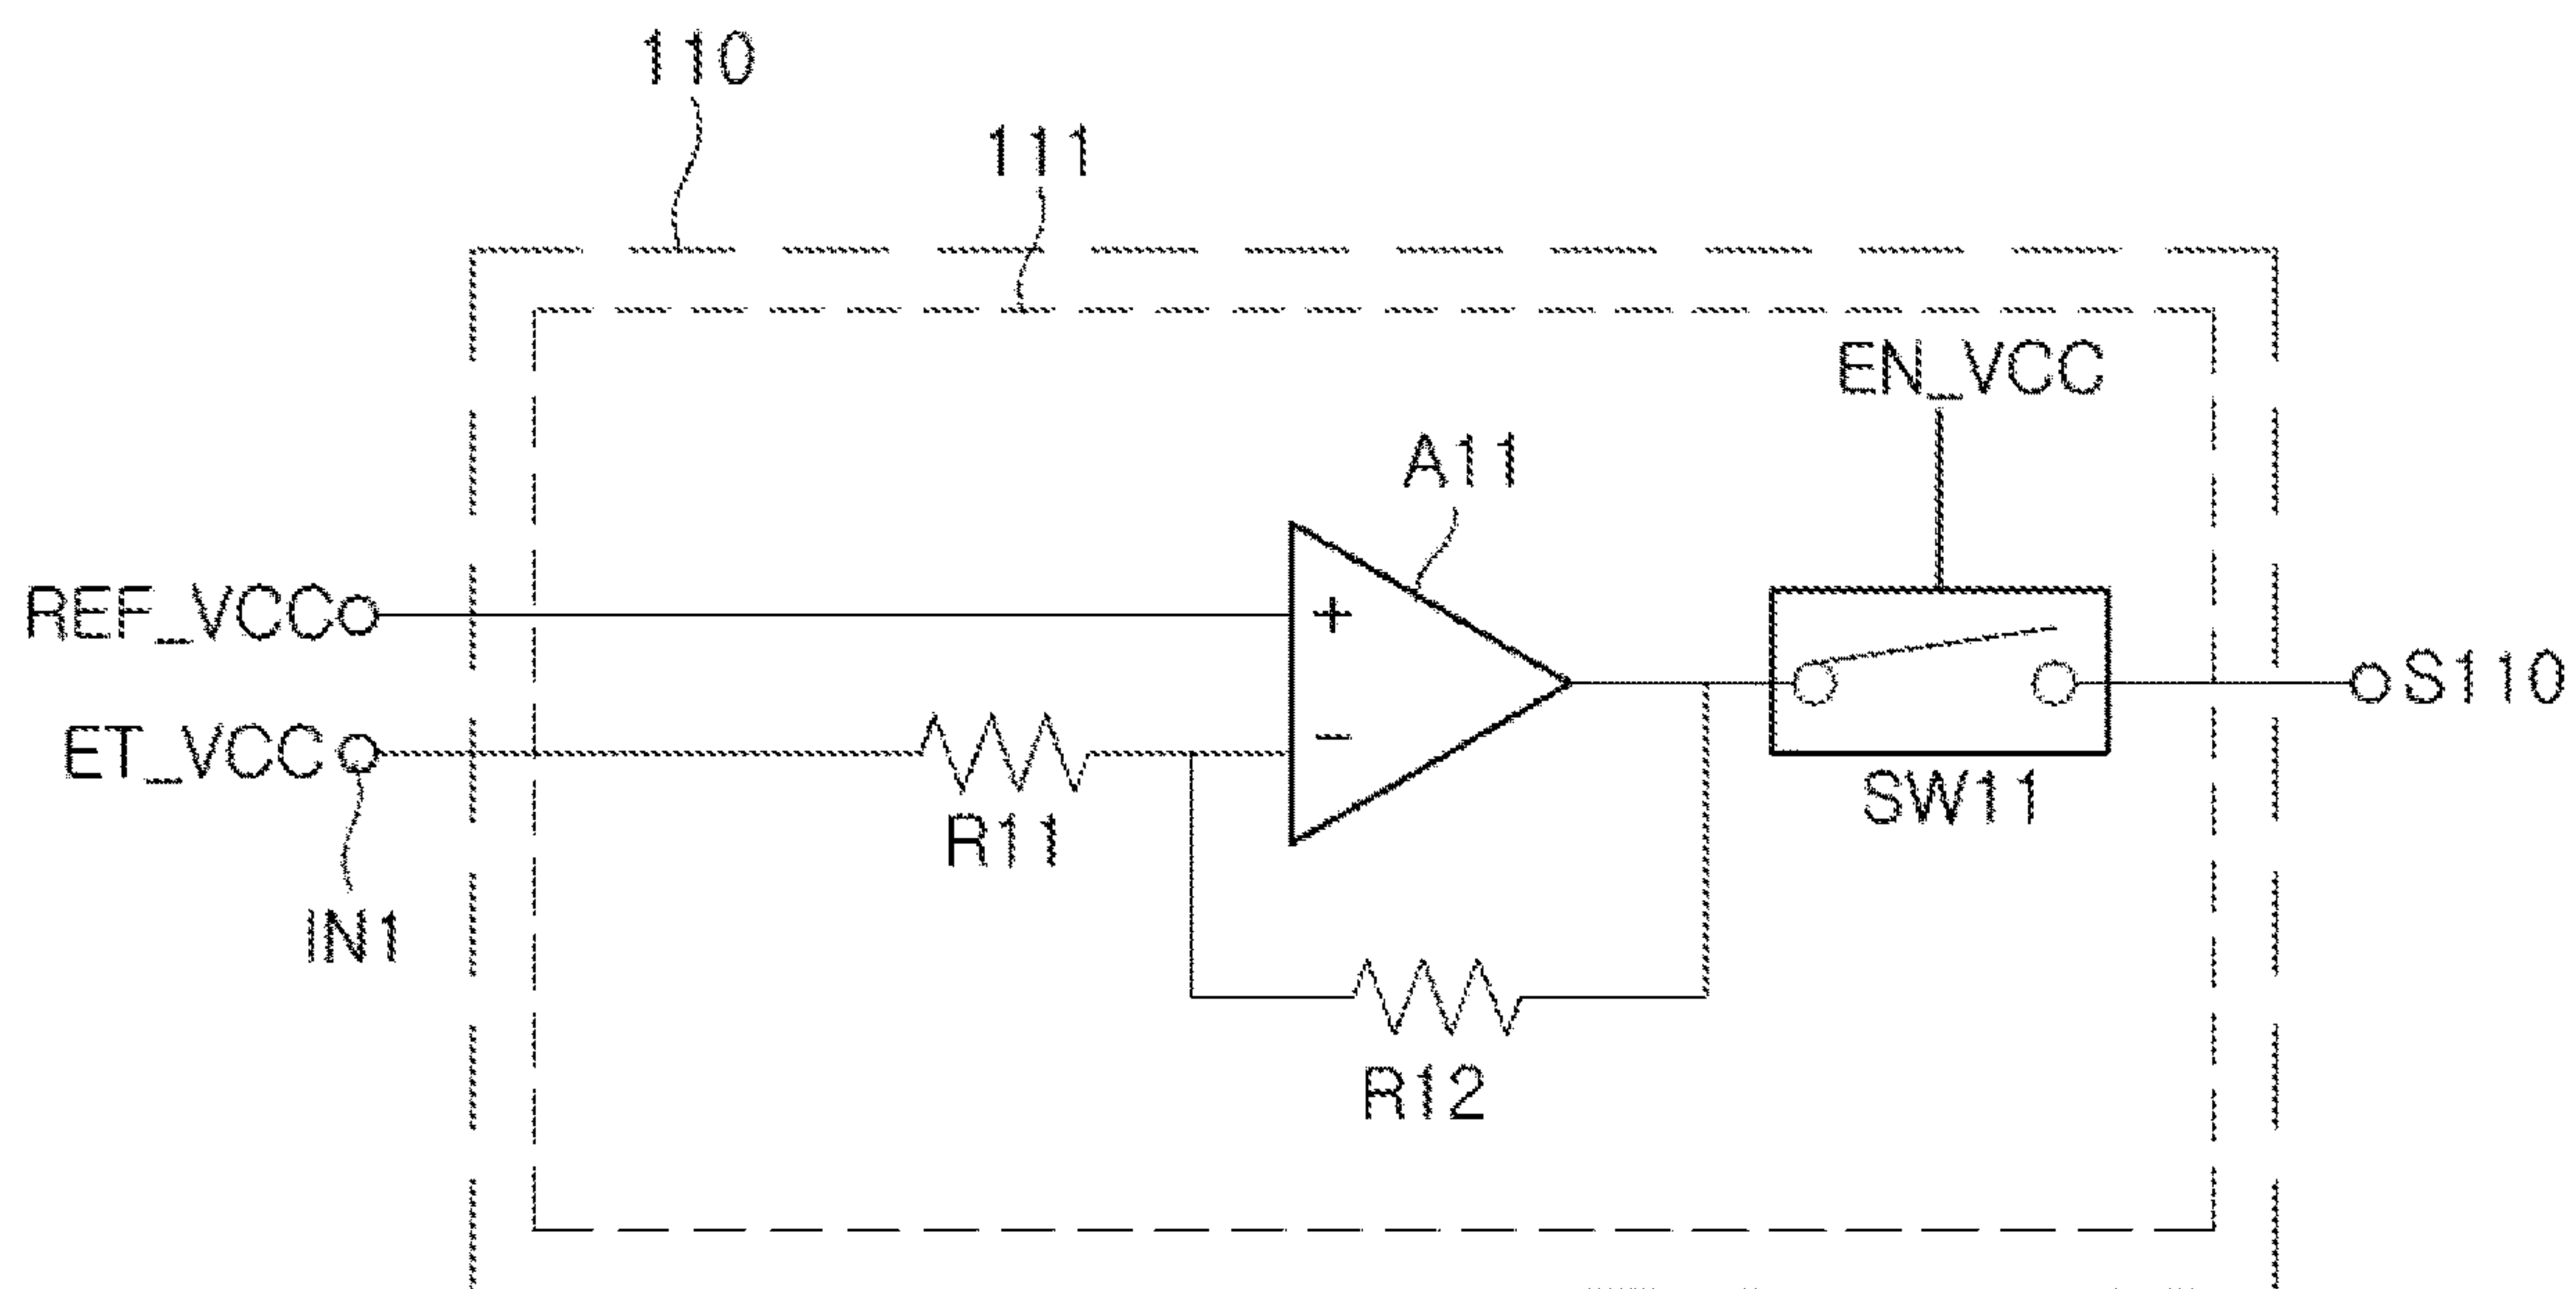 110
111
EN_VCC
A11
REF_VCC
+
S110
ET_VCC
−
SW11
R11
IN1
R12